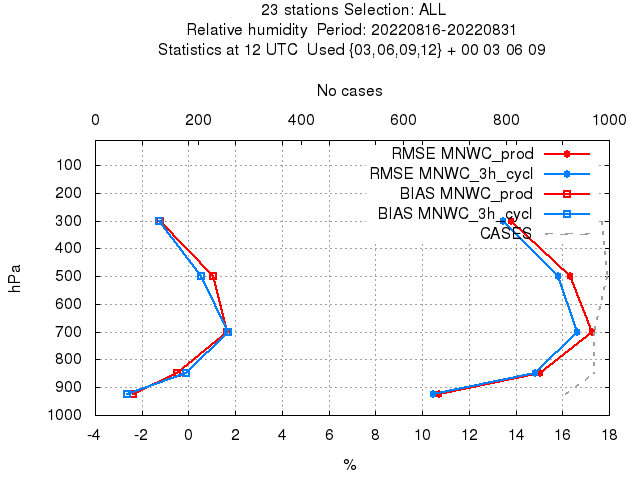 23 stations Selection: ALL
Relative humidity  Period: 20220816-20220831
Statistics at 12 UTC  Used {03,06,09,12} + 00 03 06 09
No cases
0 200 400 600 800 1000
RMSE MNWC_prod
RMSE MNWC_3h_cycl
BIAS MNWC_prod
BIAS MNWC_3h_cycl
CASES
100
200
300
400
500
600
700
800
900
1000
hPa
-4 -2 0 2 4 6 8 10 12 14 16 18
%